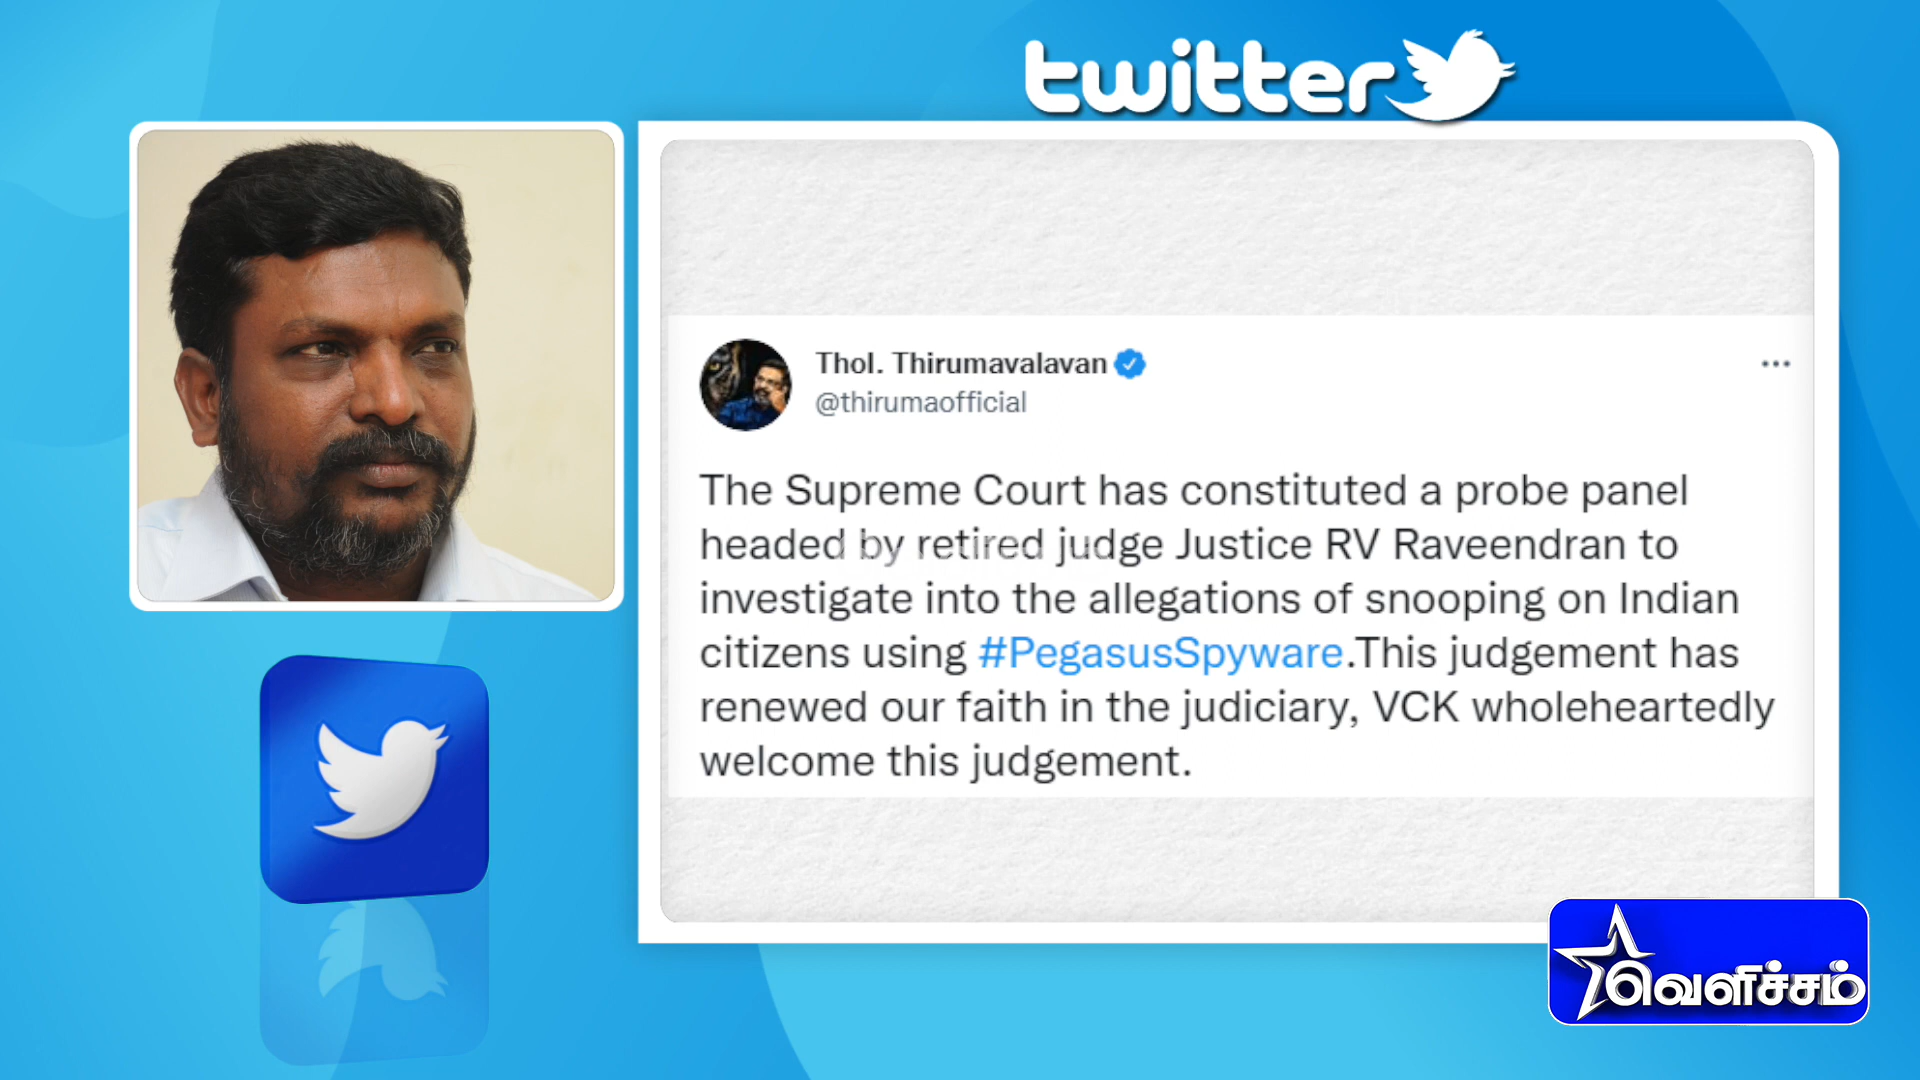 twitter
Thol. Thirumavalavan
@thirumaofficial
The Supreme Court has constituted a probe panel
headed by retired judge Justice RV Raveendran to
investigate into the allegations of snooping on Indian
citizens using #PegasusSpyware.This judgement has
renewed our faith in the judiciary, VCK wholeheartedly
welcome this judgement.
வெளிச்சம்